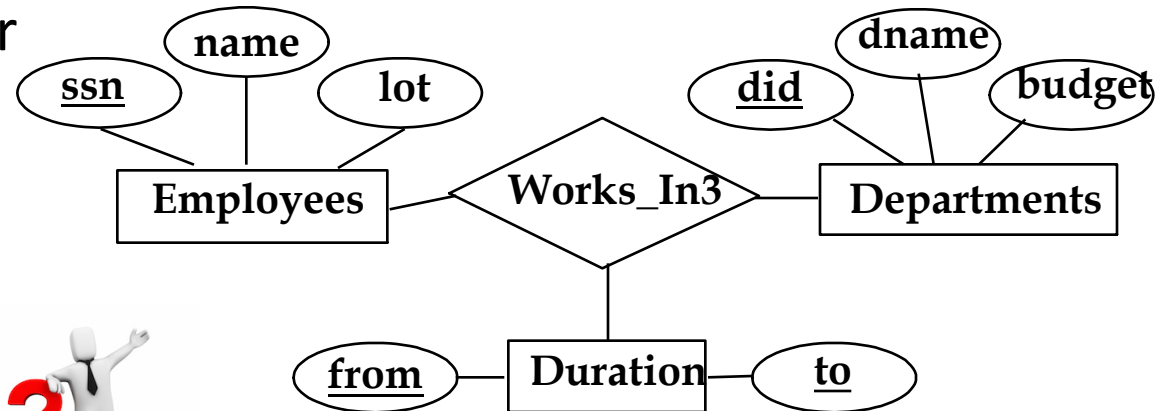 r
name
dname
ssn
lot
did
budget
Employees
Works_In3
Departments
from
Duration
to
?